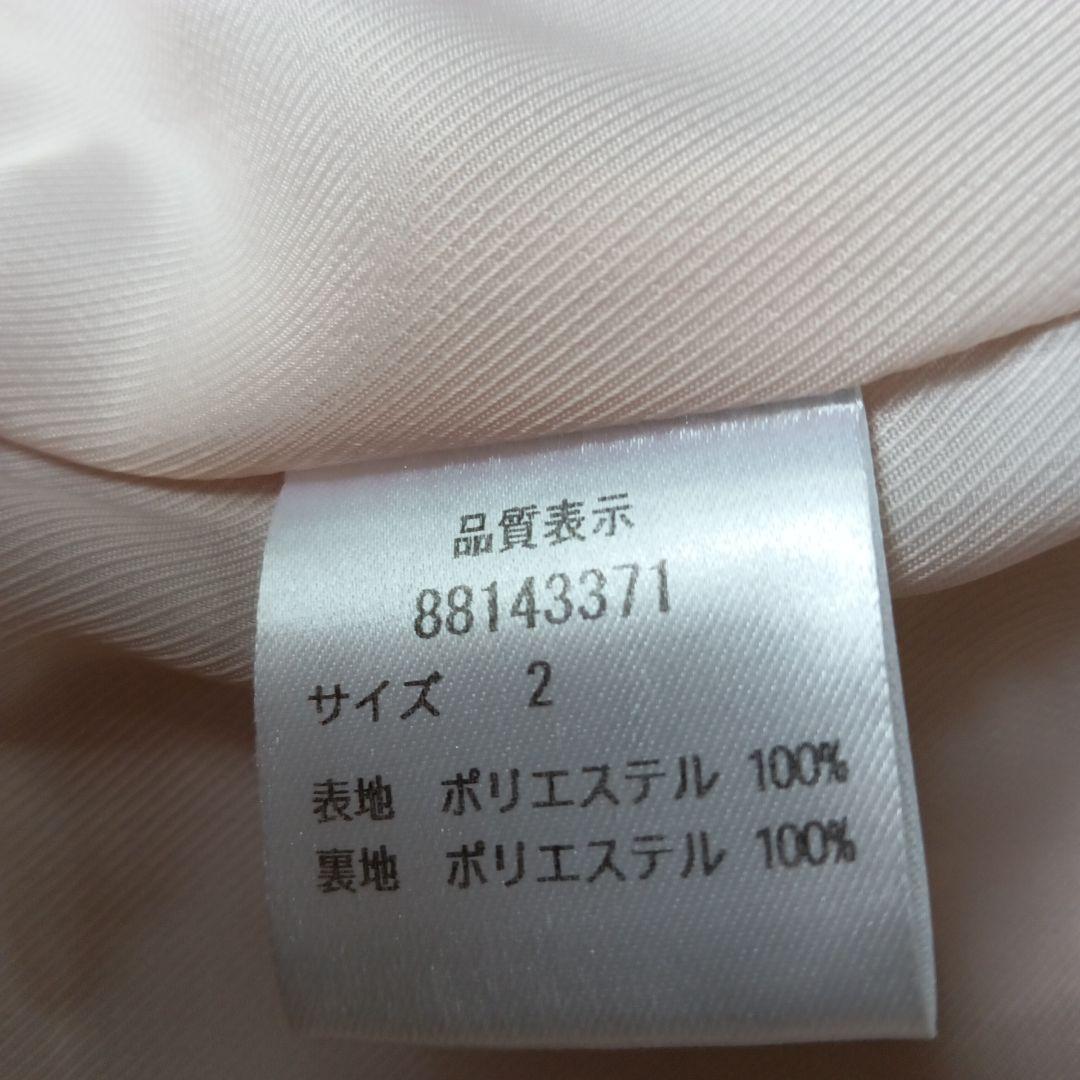 品質表示
88143371
サイズ 2
表地 ポリエステル 100%
裏地 ポリエステル 100%